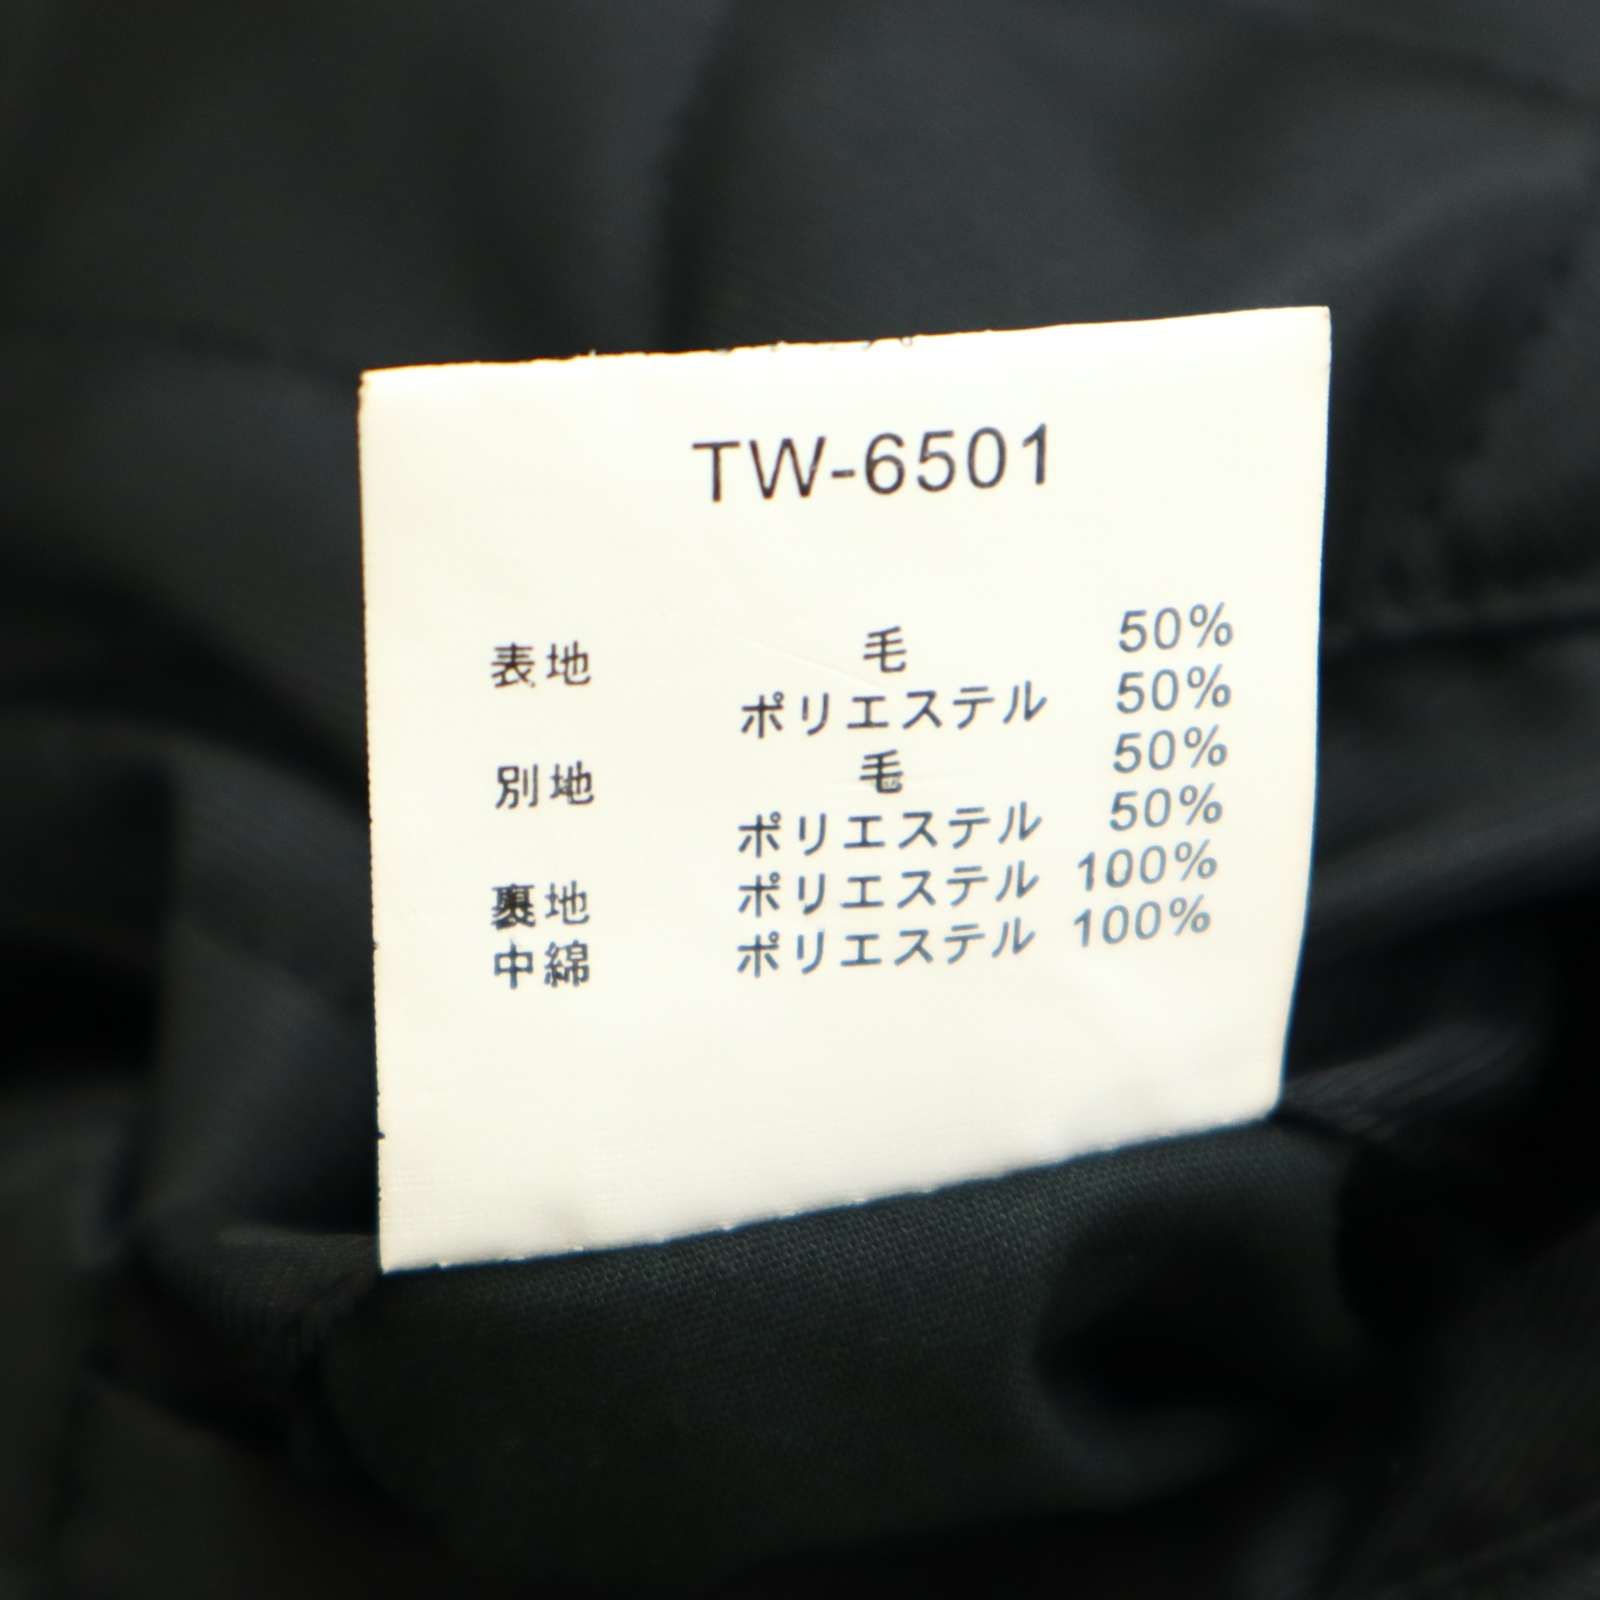 TW-6501
表地 毛 50%
ポリエステル 50%
別地 毛 50%
ポリエステル 50%
裏地 ポリエステル 100%
中綿 ポリエステル 100%